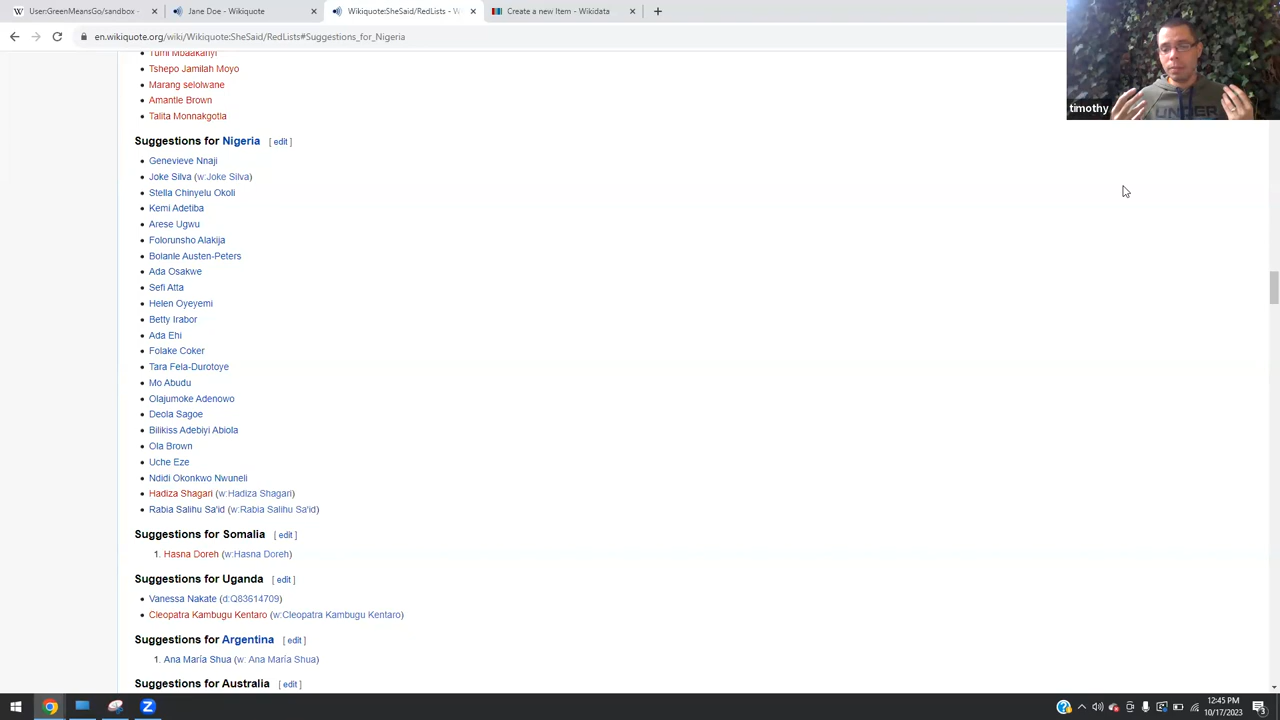 User:GreenMeansGo/sandbox -
Jane Doe - Wikiquote
Wikiquote:SheSaid/RedLists - W
Create a new Item - Wikidata
en.wikiquote.org/wiki/Wikiquote:SheSaid/RedLists#Suggestions_for_Nigeria
Tumi Mbaakanyi
Tshepo Jamilah Moyo
Marang selolwane
Amantle Brown
Talita Monnakgotla
timothy
UNDER
Suggestions for Nigeria [ edit ]
Genevieve Nnaji
Joke Silva (w:Joke Silva)
Stella Chinyelu Okoli
Kemi Adetiba
Arese Ugwu
Folorunsho Alakija
Bolanle Austen-Peters
Ada Osakwe
Sefi Atta
Helen Oyeyemi
Betty Irabor
Ada Ehi
Folake Coker
Tara Fela-Durotoye
Mo Abudu
Olajumoke Adenowo
Deola Sagoe
Bilikiss Adebiyi Abiola
Ola Brown
Uche Eze
Ndidi Okonkwo Nwuneli
Hadiza Shagari (w:Hadiza Shagari)
Rabia Salihu Sa'id (w:Rabia Salihu Sa'id)
Suggestions for Somalia [ edit ]
1. Hasna Doreh (w:Hasna Doreh)
Suggestions for Uganda [ edit ]
Vanessa Nakate (d:Q83614709)
Cleopatra Kambugu Kentaro (w:Cleopatra Kambugu Kentaro)
Suggestions for Argentina [ edit ]
1. Ana María Shua (w: Ana María Shua)
Suggestions for Australia [ edit ]
12:45 PM
10/17/2023
3